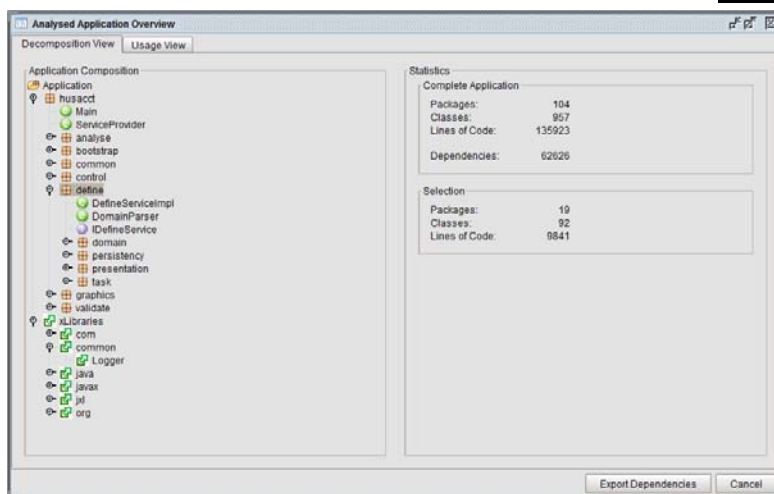 Analysed Application Overview
Decomposition View
Usage View
Application Composition
Application
husacct
Main
ServiceProvider
analyse
bootstrap
common
control
define
DefineServiceImpl
DomainParser
IDefineService
domain
persistency
presentation
task
graphics
validate
xLibraries
com
common
Logger
java
javax
jxl
org
Statistics
Complete Application
Packages: 104
Classes: 957
Lines of Code: 135923
Dependencies: 62626
Selection
Packages: 19
Classes: 92
Lines of Code: 9841
Export Dependencies
Cancel